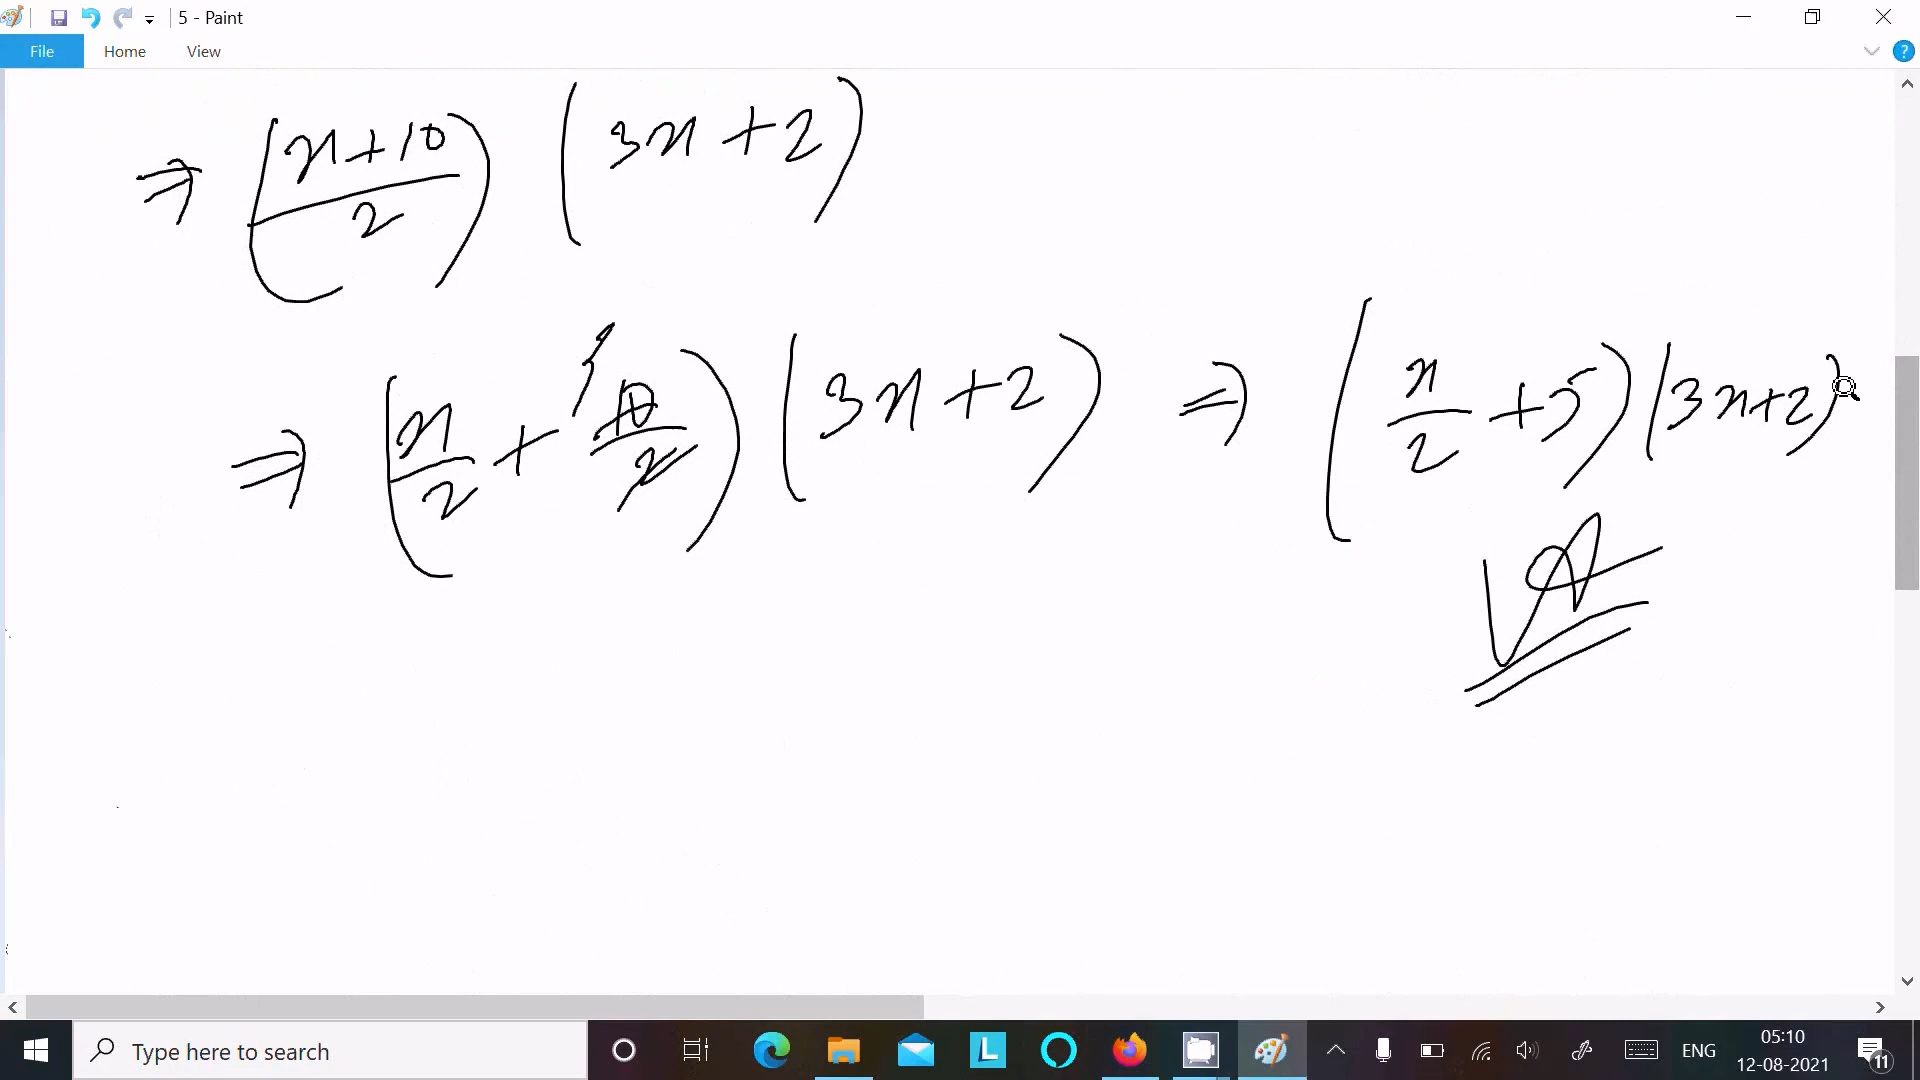 5 - Paint
File Home View
⇒ (x+10/2) (3x+2)
⇒ (x/2 + 10/2) (3x+2) ⇒ (x/2 +5) (3x+2)
Type here to search
L
ENG
05:10
12-08-2021
11